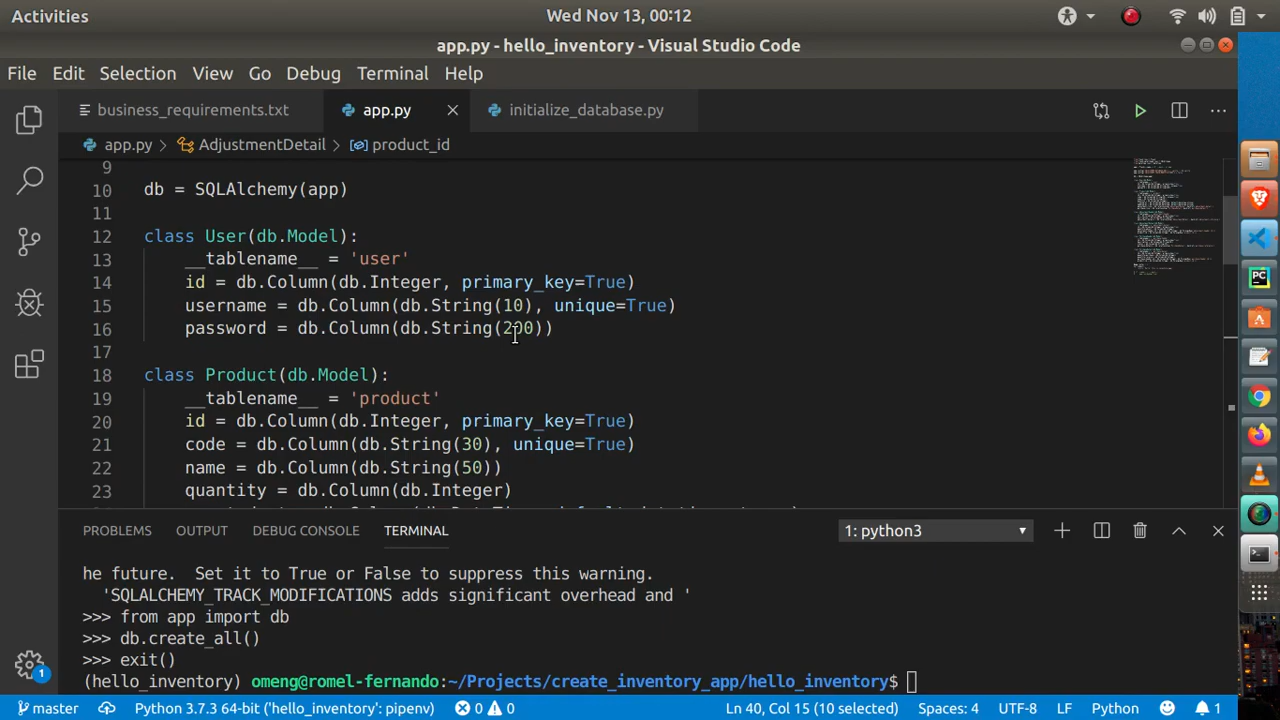 Activities
Wed Nov 13, 00:12
app.py - hello_inventory - Visual Studio Code
File Edit Selection View Go Debug Terminal Help
business_requirements.txt app.py initialize_database.py
app.py > AdjustmentDetail > product_id
9
10 db = SQLAlchemy(app)
11
12 class User(db.Model):
13 __tablename__ = 'user'
14 id = db.Column(db.Integer, primary_key=True)
15 username = db.Column(db.String(10), unique=True)
16 password = db.Column(db.String(200))
17
18 class Product(db.Model):
19 __tablename__ = 'product'
20 id = db.Column(db.Integer, primary_key=True)
21 code = db.Column(db.String(30), unique=True)
22 name = db.Column(db.String(50))
23 quantity = db.Column(db.Integer)
PROBLEMS OUTPUT DEBUG CONSOLE TERMINAL 1: python3
he future. Set it to True or False to suppress this warning.
'SQLALCHEMY_TRACK_MODIFICATIONS adds significant overhead and '
>>> from app import db
>>> db.create_all()
>>> exit()
(hello_inventory) omeng@romel-fernando:~/Projects/create_inventory_app/hello_inventory$
1
master Python 3.7.3 64-bit ('hello_inventory': pipenv) 0 0 Ln 40, Col 15 (10 selected) Spaces: 4 UTF-8 LF Python 1